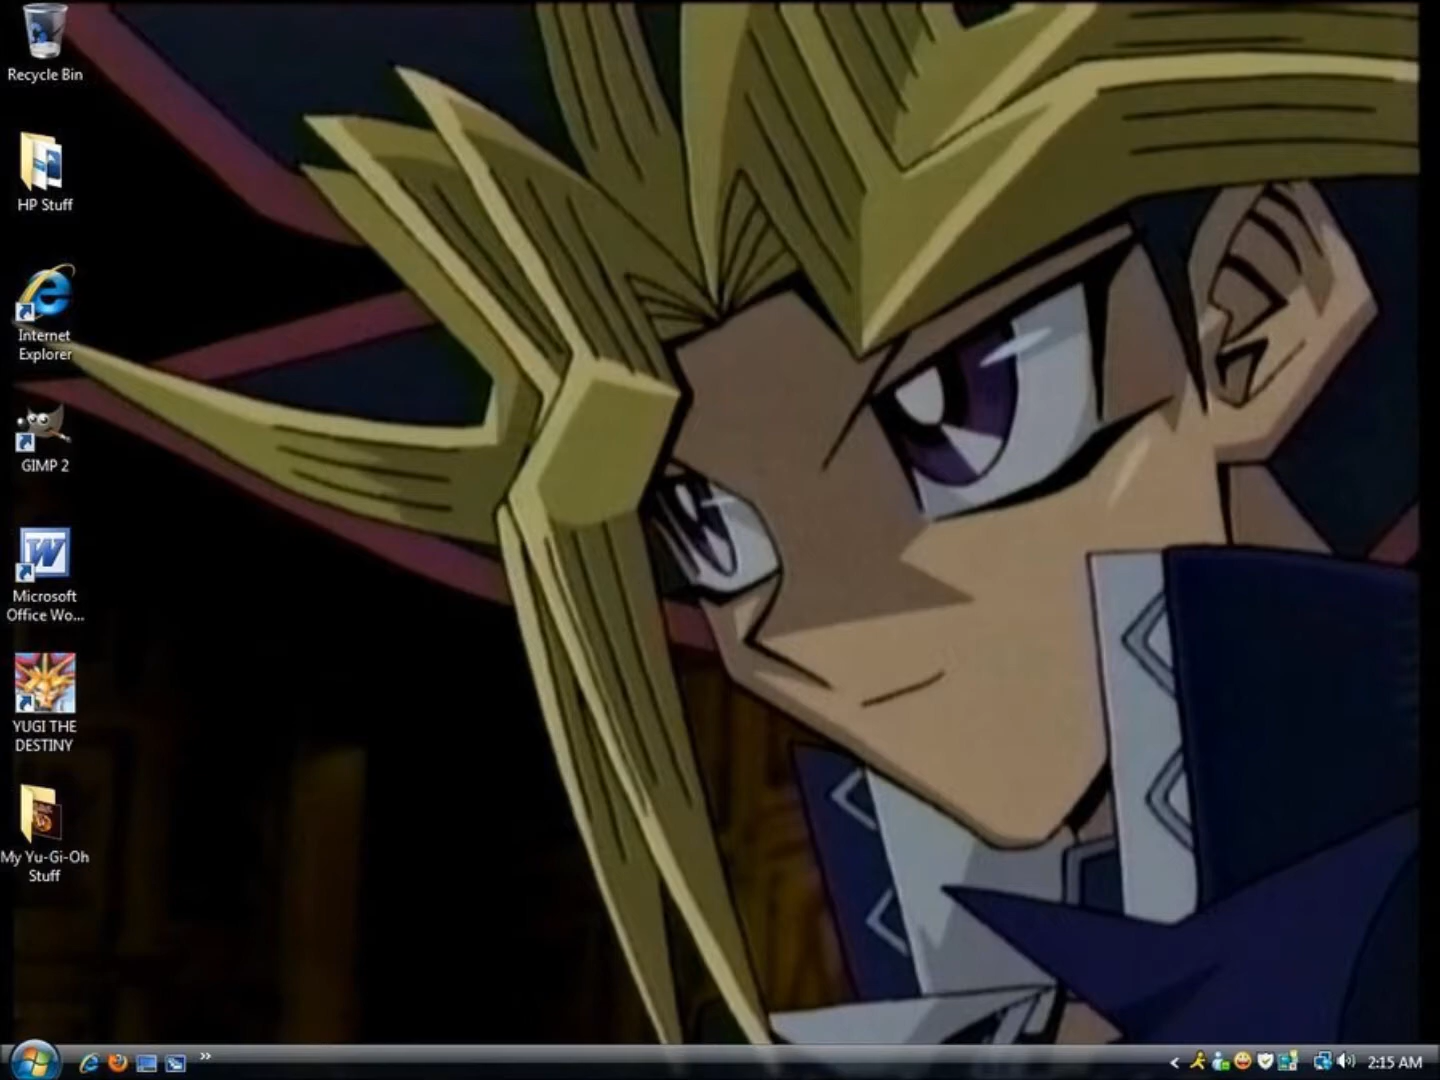 Recycle Bin
HP Stuff
Internet
Explorer
GIMP 2
Microsoft
Office Wo...
YUGI THE
DESTINY
My Yu-Gi-Oh
Stuff
2:15 AM